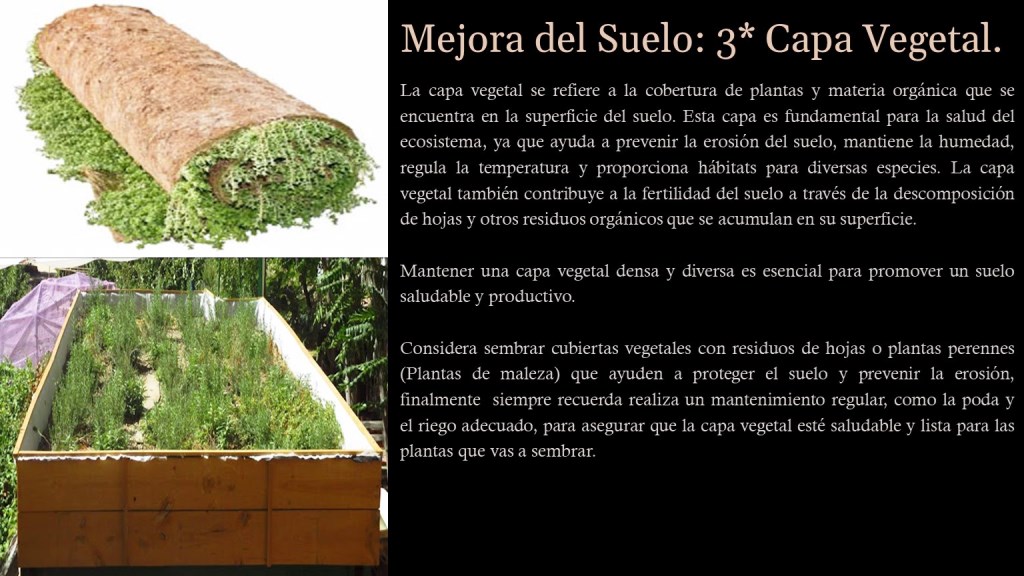 Mejora del Suelo: 3* Capa Vegetal.
La capa vegetal se refiere a la cobertura de plantas y materia orgánica que se
encuentra en la superficie del suelo. Esta capa es fundamental para la salud del
ecosistema, ya que ayuda a prevenir la erosión del suelo, mantiene la humedad,
regula la temperatura y proporciona hábitats para diversas especies. La capa
vegetal también contribuye a la fertilidad del suelo a través de la descomposición
de hojas y otros residuos orgánicos que se acumulan en su superficie.
Mantener una capa vegetal densa y diversa es esencial para promover un suelo
saludable y productivo.
Considera sembrar cubiertas vegetales con residuos de hojas o plantas perennes
(Plantas de maleza) que ayuden a proteger el suelo y prevenir la erosión,
finalmente siempre recuerda realiza un mantenimiento regular, como la poda y
el riego adecuado, para asegurar que la capa vegetal esté saludable y lista para las
plantas que vas a sembrar.